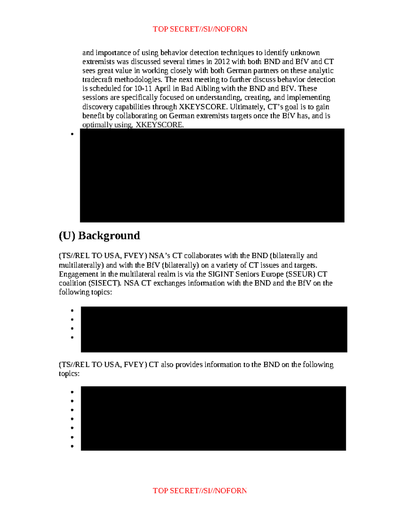 TOP SECRET//SI//NOFORN
and importance of using behavior detection techniques to identify unknown
extremists was discussed several times in 2012 with both BND and BfV and CT
sees great value in working closely with both German partners on these analytic
tradecraft methodologies. The next meeting to further discuss behavior detection
is scheduled for 10-11 April in Bad Aibling with the BND and BfV. These
sessions are specifically focused on understanding, creating, and implementing
discovery capabilities through XKEYSCORE. Ultimately, CT's goal is to gain
benefit by collaborating on German extremists targets once the BfV has, and is
optimally using, XKEYSCORE.
(U) Background
(TS//REL TO USA, FVEY) NSA's CT collaborates with the BND (bilaterally and
multilaterally) and with the BfV (bilaterally) on a variety of CT issues and targets.
Engagement in the multilateral realm is via the SIGINT Seniors Europe (SSEUR) CT
coalition (SISECT). NSA CT exchanges information with the BND and the BfV on the
following topics:
(TS//REL TO USA, FVEY) CT also provides information to the BND on the following
topics:
TOP SECRET//SI//NOFORN